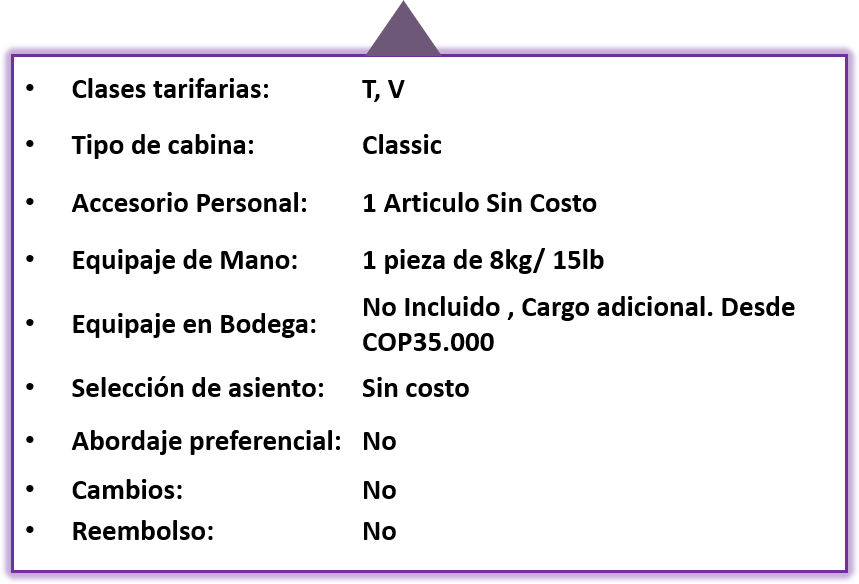 • Clases tarifarias: T, V
• Tipo de cabina: Classic
• Accesorio Personal: 1 Articulo Sin Costo
• Equipaje de Mano: 1 pieza de 8kg/ 15lb
• Equipaje en Bodega: No Incluido , Cargo adicional. Desde
COP35.000
• Selección de asiento: Sin costo
• Abordaje preferencial: No
• Cambios: No
• Reembolso: No